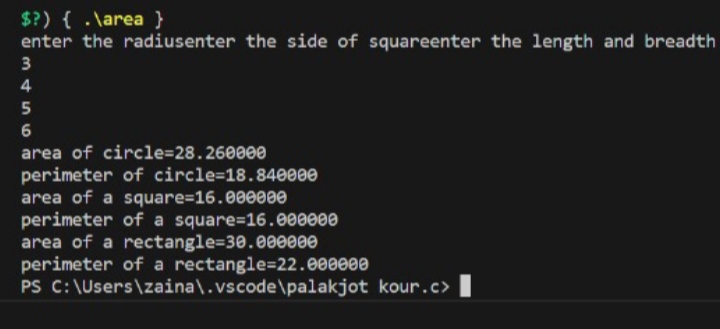 $?) { .\area }
enter the radiusenter the side of squareenter the length and breadth
3
4
5
6
area of circle=28.260000
perimeter of circle=18.840000
area of a square=16.000000
perimeter of a square=16.000000
area of a rectangle=30.000000
perimeter of a rectangle=22.000000
PS C:\Users\zaina\.vscode\palakjot kour.c>